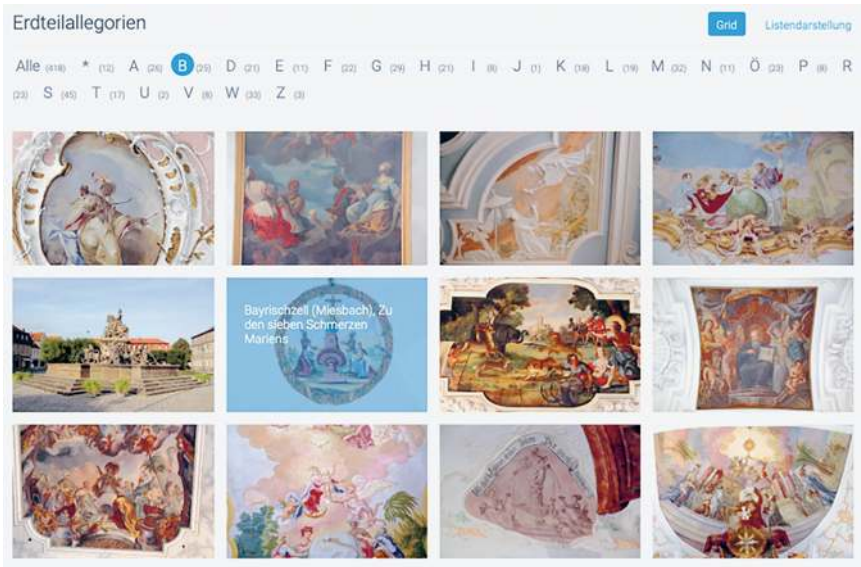 Erdteilallegorien
Grid
Listendarstellung
Alle (418) * (12) A (26) B (25) D (21) E (11) F (22) G (29) H (21) I (8) J (1) K (18) L (19) M (32) N (11) Ö (23) P (8) R
(23) S (45) T (17) U (2) V (8) W (33) Z (3)
Bayrischzell (Miesbach), Zu
den sieben Schmerzen
Mariens